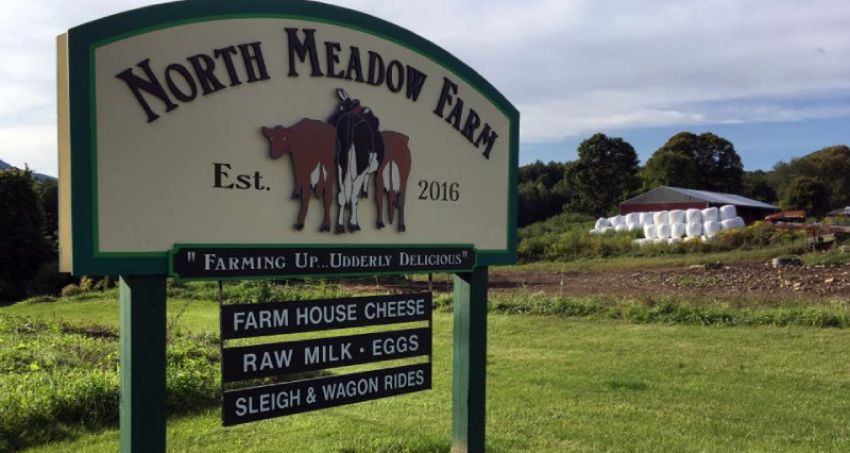 NORTH MEADOW FARM
Est. 2016
"FARMING UP...UDDERLY DELICIOUS"
FARM HOUSE CHEESE
RAW MILK · EGGS
SLEIGH & WAGON RIDES